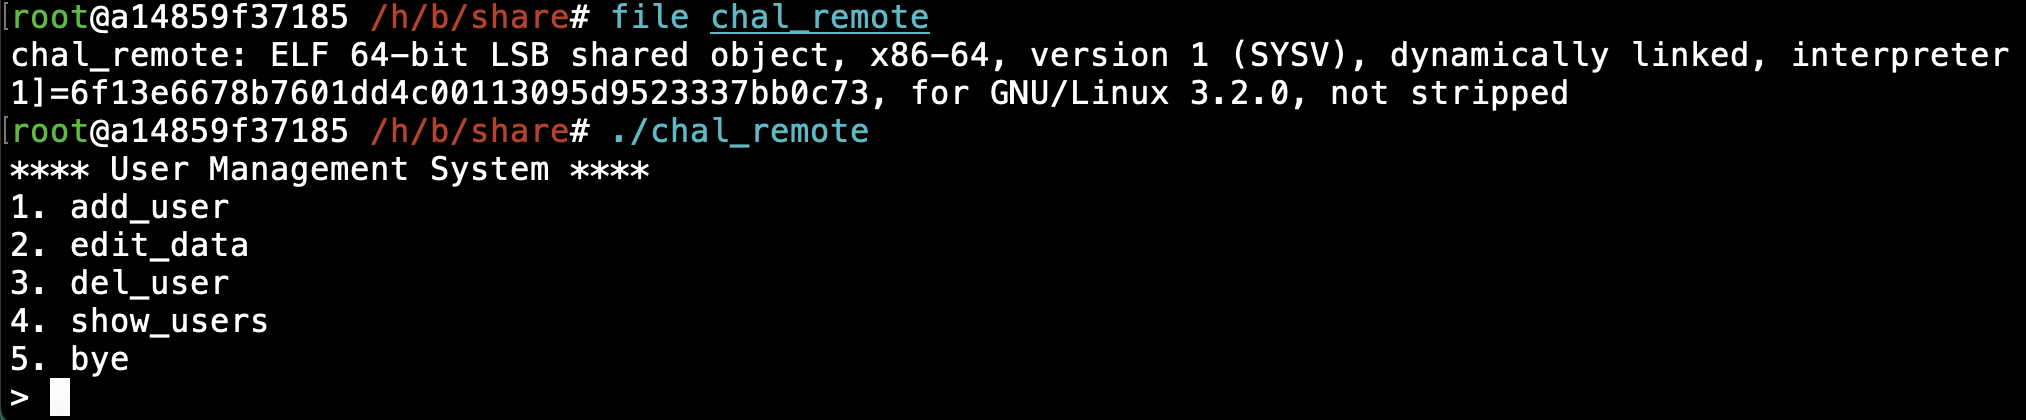 [root@a14859f37185 /h/b/share# file chal_remote
chal_remote: ELF 64-bit LSB shared object, x86-64, version 1 (SYSV), dynamically linked, interpreter
1]=6f13e6678b7601dd4c00113095d9523337bb0c73, for GNU/Linux 3.2.0, not stripped
[root@a14859f37185 /h/b/share# ./chal_remote
**** User Management System ****
1. add_user
2. edit_data
3. del_user
4. show_users
5. bye
>